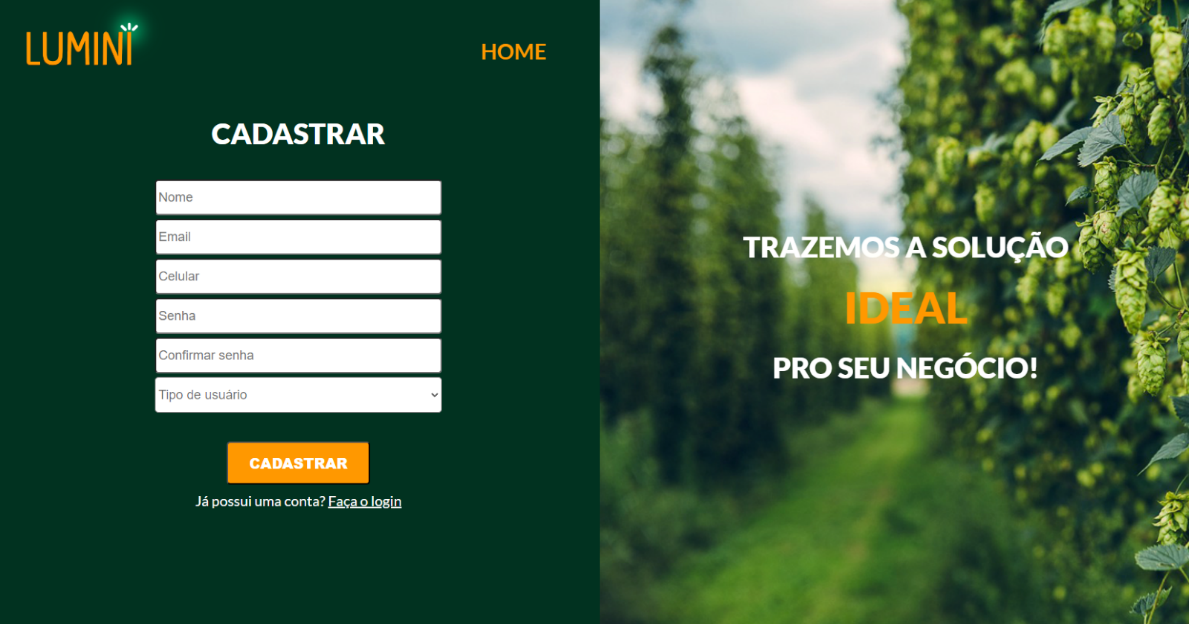 LUMINI
HOME
CADASTRAR
Nome
Email
Celular
Senha
Confirmar senha
Tipo de usuário
CADASTRAR
Já possui uma conta? Faça o login
TRAZEMOS A SOLUÇÃO
IDEAL
PRO SEU NEGÓCIO!